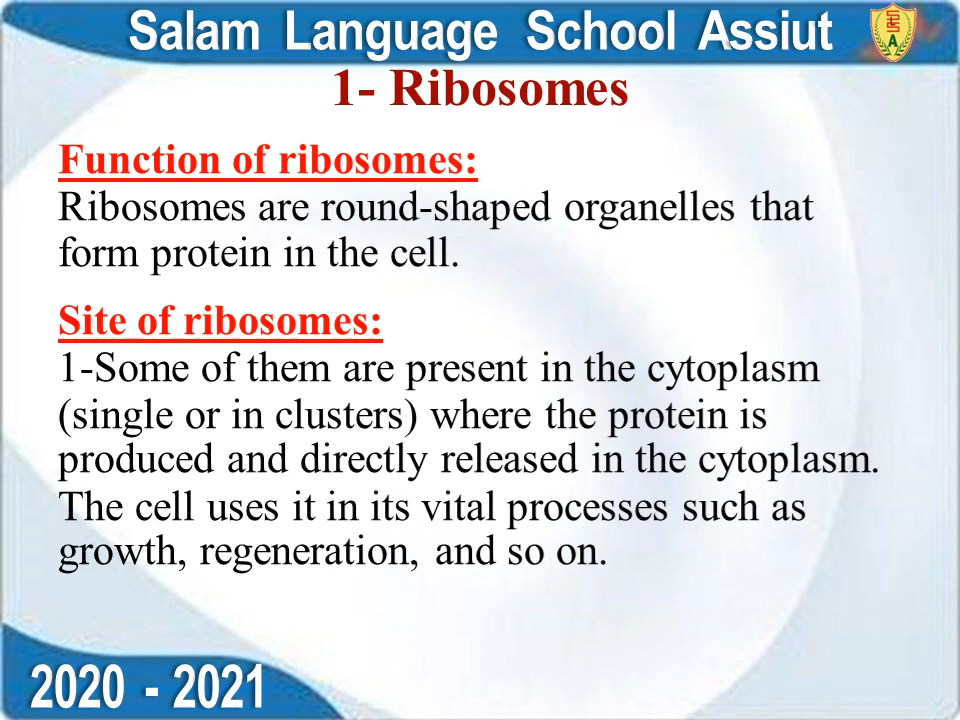 Salam Language School Assiut
1- Ribosomes
Function of ribosomes:
Ribosomes are round-shaped organelles that
form protein in the cell.
Site of ribosomes:
1-Some of them are present in the cytoplasm
(single or in clusters) where the protein is
produced and directly released in the cytoplasm.
The cell uses it in its vital processes such as
growth, regeneration, and so on.
2020 - 2021